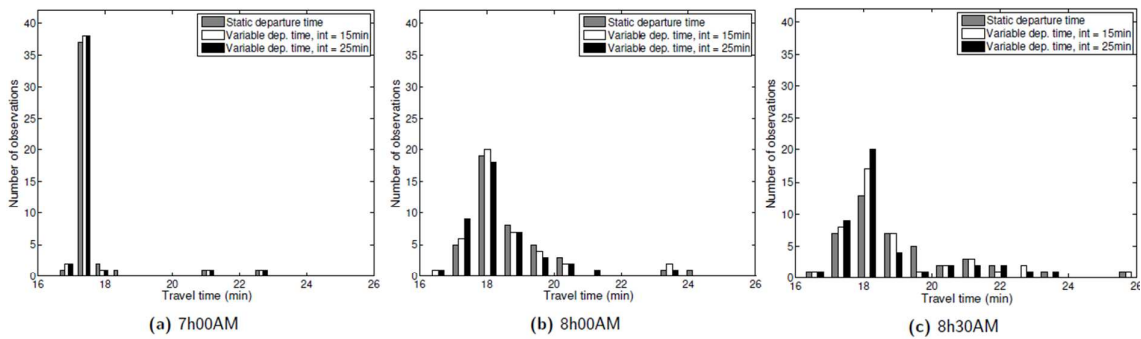 40
35
30
25
20
15
10
5
0
Number of observations
Static departure time
Variable dep. time, int = 15min
Variable dep. time, int = 25min
16 18 20 22 24 26
Travel time (min)
(a) 7h00AM
40
35
30
25
20
15
10
5
0
Number of observations
Static departure time
Variable dep. time, int = 15min
Variable dep. time, int = 25min
16 18 20 22 24 26
Travel time (min)
(b) 8h00AM
40
35
30
25
20
15
10
5
0
Number of observations
Static departure time
Variable dep. time, int = 15min
Variable dep. time, int = 25min
16 18 20 22 24 26
Travel time (min)
(c) 8h30AM